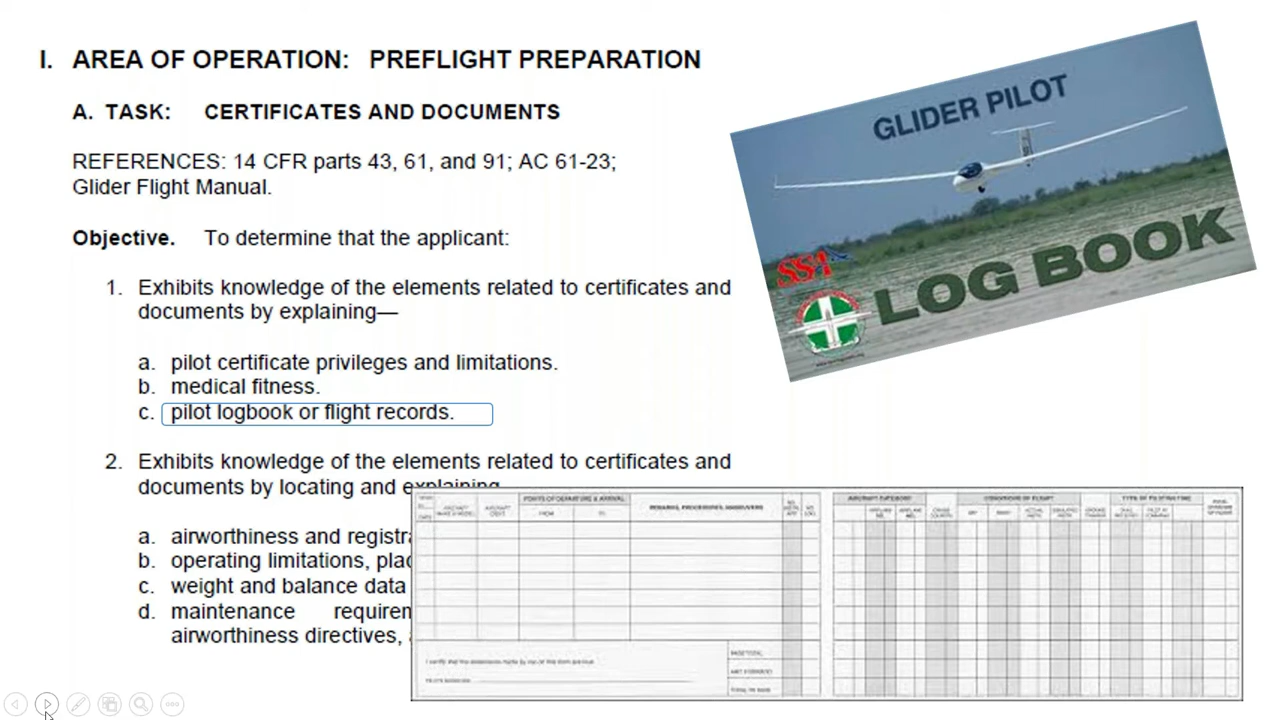 I. AREA OF OPERATION: PREFLIGHT PREPARATION
A. TASK: CERTIFICATES AND DOCUMENTS
REFERENCES: 14 CFR parts 43, 61, and 91; AC 61-23;
Glider Flight Manual.
Objective. To determine that the applicant:
1. Exhibits knowledge of the elements related to certificates and
documents by explaining—
a. pilot certificate privileges and limitations.
b. medical fitness.
c. pilot logbook or flight records.
2. Exhibits knowledge of the elements related to certificates and
documents by locating and explaining
a. airworthiness and registra
b. operating limitations, plac
c. weight and balance data
d. maintenance requirem
airworthiness directives,
GLIDER PILOT
SSA
LOG BOOK
POINTS OF DEPARTURE & ARRIVAL
FROM TO
REMARKS, PROCEDURES, MANEUVERS
AIRCRAFT CATEGORY
CONDITIONS OF FLIGHT
TYPE OF PILOTING TIME